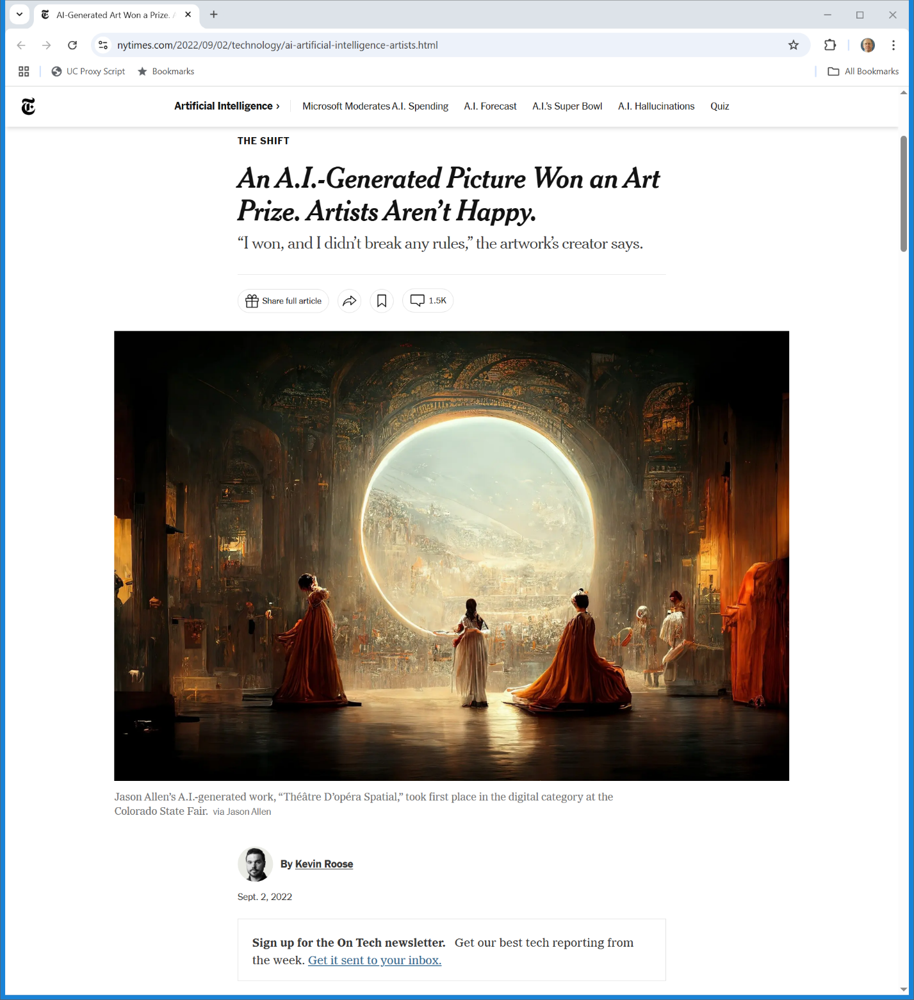 AI-Generated Art Won a Prize.
nytimes.com/2022/09/02/technology/ai-artificial-intelligence-artists.html
UC Proxy Script
Bookmarks
All Bookmarks
Artificial Intelligence ›
Microsoft Moderates A.I. Spending
A.I. Forecast
A.I.'s Super Bowl
A.I. Hallucinations
Quiz
THE SHIFT
An A.I.-Generated Picture Won an Art
Prize. Artists Aren't Happy.
“I won, and I didn't break any rules,” the artwork's creator says.
Share full article
1.5K
Jason Allen's A.I.-generated work, “Théâtre D'opéra Spatial,” took first place in the digital category at the
Colorado State Fair. via Jason Allen
By Kevin Roose
Sept. 2, 2022
Sign up for the On Tech newsletter. Get our best tech reporting from
the week. Get it sent to your inbox.